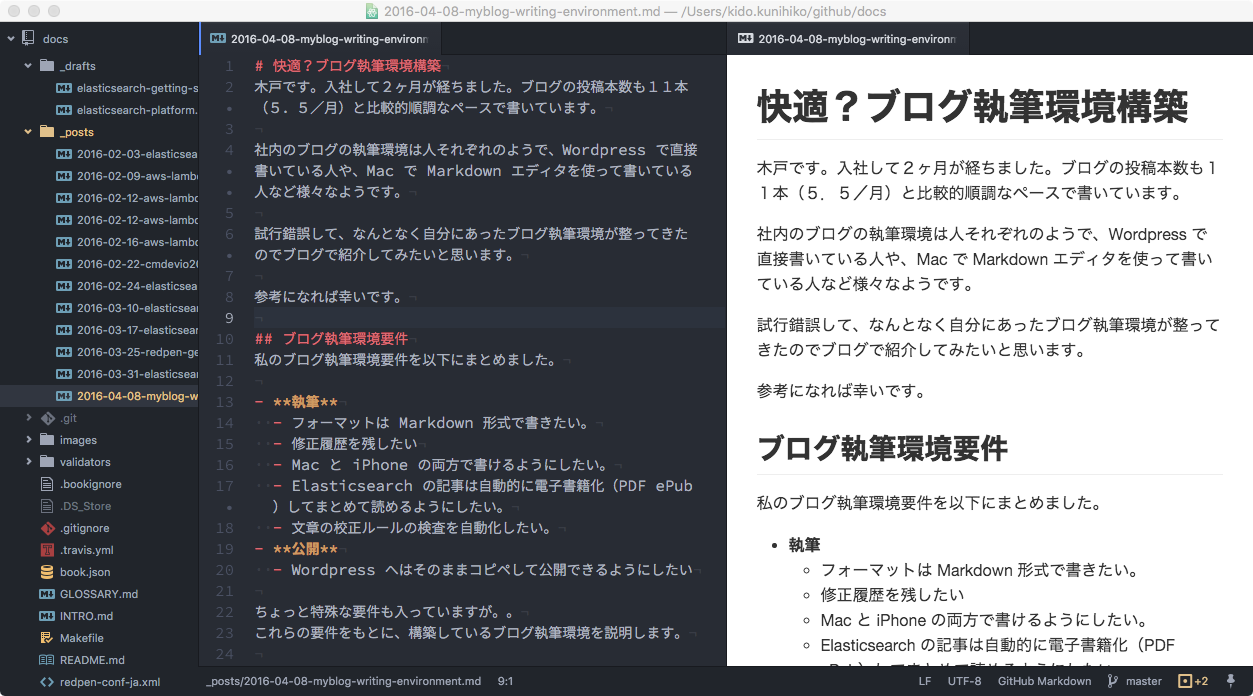 2016-04-08-myblog-writing-environment.md — /Users/kido.kunihiko/github/docs
docs
_drafts
elasticsearch-getting-s
elasticsearch-platform.
_posts
2016-02-03-elasticsea
2016-02-09-aws-lambd
2016-02-12-aws-lambd
2016-02-12-aws-lambd
2016-02-16-aws-lambd
2016-02-22-cmdevio20
2016-02-24-elasticsea
2016-03-10-elasticsear
2016-03-17-elasticsear
2016-03-25-redpen-ge
2016-03-31-elasticsear
2016-04-08-myblog-w
.git
images
validators
.bookignore
.DS_Store
.gitignore
.travis.yml
book.json
GLOSSARY.md
INTRO.md
Makefile
README.md
redpen-conf-ja.xml
2016-04-08-myblog-writing-environn
1 # 快適？ブログ執筆環境構築
2 木戸です。入社して２ヶ月が経ちました。ブログの投稿本数も１１本
• （５．５／月）と比較的順調なペースで書いています。
3
4 社内のブログの執筆環境は人それぞれのようで、Wordpress で直接
• 書いている人や、Mac で Markdown エディタを使って書いている
• 人など様々なようです。
5
6 試行錯誤して、なんとなく自分にあったブログ執筆環境が整ってきた
• のでブログで紹介してみたいと思います。
7
8 参考になれば幸いです。
9
10 ## ブログ執筆環境要件
11 私のブログ執筆環境要件を以下にまとめました。
12
13 - **執筆**
14 - フォーマットは Markdown 形式で書きたい。
15 - 修正履歴を残したい
16 - Mac と iPhone の両方で書けるようにしたい。
17 - Elasticsearch の記事は自動的に電子書籍化（PDF ePub
• ）してまとめて読めるようにしたい。
18 - 文章の校正ルールの検査を自動化したい。
19 - **公開**
20 - Wordpress へはそのままコピペして公開できるようにしたい
21
22 ちょっと特殊な要件も入っていますが。。
23 これらの要件をもとに、構築しているブログ執筆環境を説明します。
24
2016-04-08-myblog-writing-environn
快適？ブログ執筆環境構築
木戸です。入社して２ヶ月が経ちました。ブログの投稿本数も１
１本（５．５／月）と比較的順調なペースで書いています。
社内のブログの執筆環境は人それぞれのようで、Wordpress で
直接書いている人や、Mac で Markdown エディタを使って書い
ている人など様々なようです。
試行錯誤して、なんとなく自分にあったブログ執筆環境が整って
きたのでブログで紹介してみたいと思います。
参考になれば幸いです。
ブログ執筆環境要件
私のブログ執筆環境要件を以下にまとめました。
• 執筆
フォーマットは Markdown 形式で書きたい。
修正履歴を残したい
Mac と iPhone の両方で書けるようにしたい。
Elasticsearch の記事は自動的に電子書籍化（PDF
_posts/2016-04-08-myblog-writing-environment.md 9:1
LF UTF-8 GitHub Markdown master +2